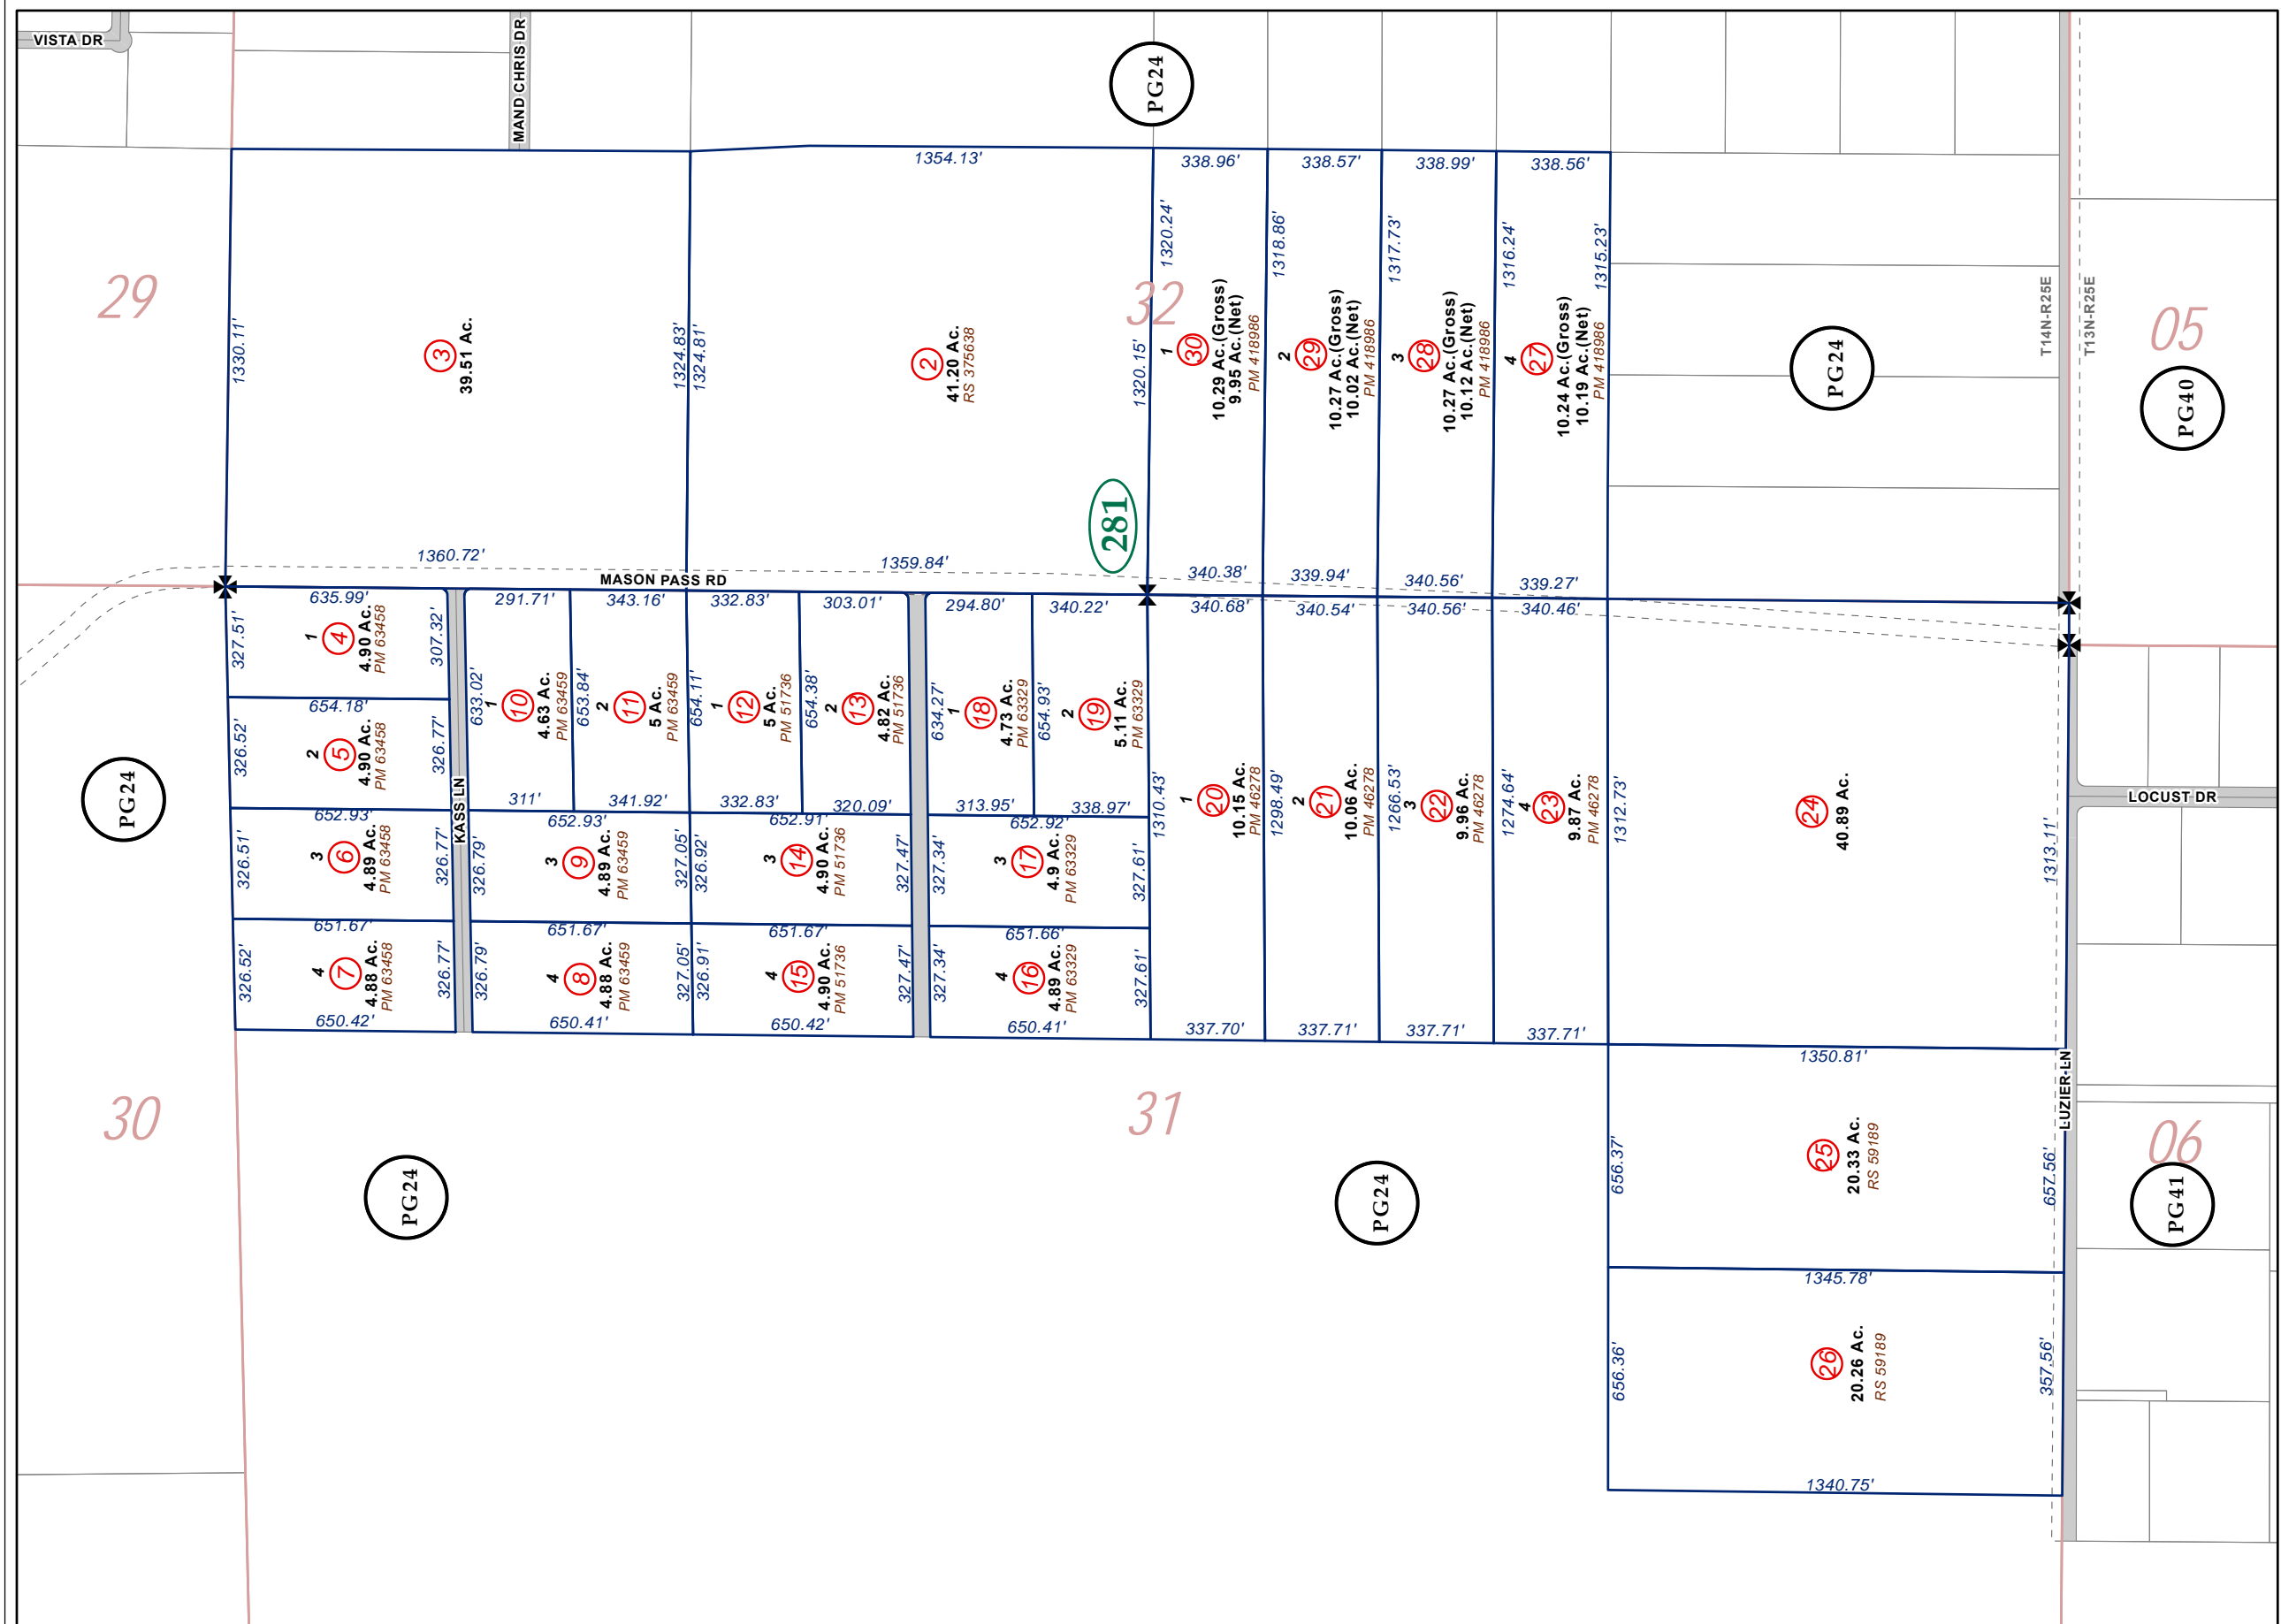 VISTA DR
MAND CHRIS DR
PG24
1354.13'
338.96'
338.57'
338.99'
338.56'
29
32
05
T14N-R25E
T13N-R25E
1330.11'
3
39.51 Ac.
1324.83'
1324.81'
2
41.20 Ac.
RS 375638
1320.24'
1320.15'
1
30
10.29 Ac.(Gross)
9.95 Ac.(Net)
PM 418986
1318.86'
2
29
10.27 Ac.(Gross)
10.02 Ac.(Net)
PM 418986
1317.73'
3
28
10.27 Ac.(Gross)
10.12 Ac.(Net)
PM 418986
1316.24'
4
27
10.24 Ac.(Gross)
10.19 Ac.(Net)
PM 418986
1315.23'
PG24
PG40
281
1360.72'
1359.84'
MASON PASS RD
340.38'
339.94'
340.56'
339.27'
635.99'
291.71'
343.16'
332.83'
303.01'
294.80'
340.22'
340.68'
340.54'
340.56'
340.46'
327.51'
1
4
4.90 Ac.
PM 63458
307.32'
654.18'
326.52'
2
5
4.90 Ac.
PM 63458
326.77'
633.02'
1
10
4.63 Ac.
PM 63459
653.84'
2
11
5 Ac.
PM 63459
654.11'
1
12
5 Ac.
PM 51736
654.38'
2
13
4.82 Ac.
PM 51736
634.27'
1
18
4.73 Ac.
PM 63329
654.93'
2
19
5.11 Ac.
PM 63329
PG24
KASS LN
311'
341.92'
332.83'
320.09'
313.95'
338.97'
652.93'
652.93'
652.91'
652.92'
326.51'
3
6
4.89 Ac.
PM 63458
326.77'
326.79'
3
9
4.89 Ac.
PM 63459
327.05'
326.92'
3
14
4.90 Ac.
PM 51736
327.47'
327.34'
3
17
4.9 Ac.
PM 63329
327.61'
1310.43'
1
20
10.15 Ac.
PM 46278
1298.49'
2
21
10.06 Ac.
PM 46278
1266.53'
3
22
9.96 Ac.
PM 46278
1274.64'
4
23
9.87 Ac.
PM 46278
1312.73'
24
40.89 Ac.
1313.11'
LOCUST DR
651.67'
651.67'
651.67'
651.66'
326.52'
4
7
4.88 Ac.
PM 63458
326.77'
326.79'
4
8
4.88 Ac.
PM 63459
327.05'
326.91'
4
15
4.90 Ac.
PM 51736
327.47'
327.34'
4
16
4.89 Ac.
PM 63329
327.61'
650.42'
650.41'
650.42'
650.41'
337.70'
337.71'
337.71'
337.71'
1350.81'
LUZIER LN
30
31
06
656.37'
25
20.33 Ac.
RS 59189
657.56'
PG24
PG24
PG41
1345.78'
656.36'
26
20.26 Ac.
RS 59189
357.56'
1340.75'